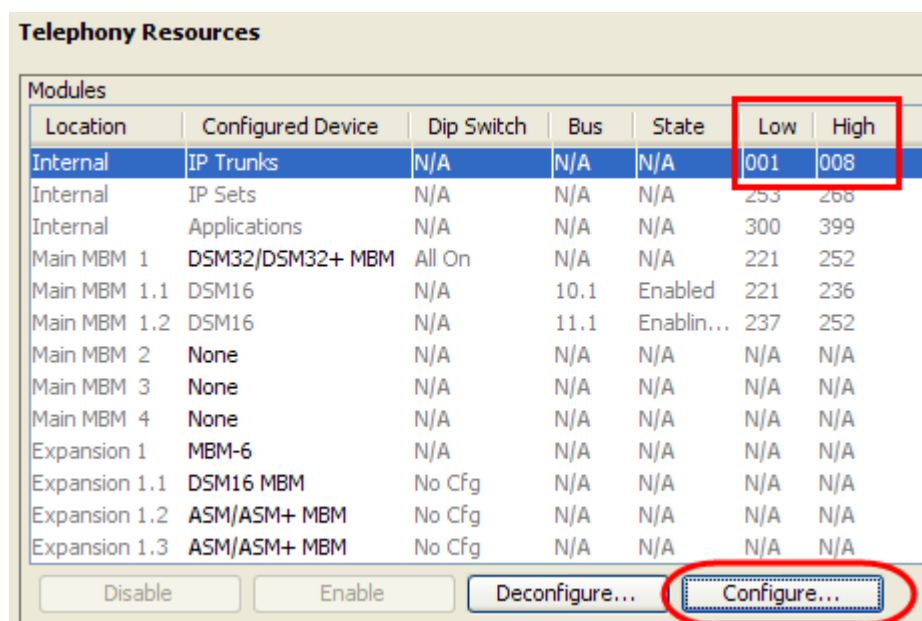 Telephony Resources
Modules
Location Configured Device Dip Switch Bus State Low High
Internal IP Trunks N/A N/A N/A 001 008
Internal IP Sets N/A N/A N/A 253 268
Internal Applications N/A N/A N/A 300 399
Main MBM 1 DSM32/DSM32+ MBM All On N/A N/A 221 252
Main MBM 1.1 DSM16 N/A 10.1 Enabled 221 236
Main MBM 1.2 DSM16 N/A 11.1 Enablin... 237 252
Main MBM 2 None N/A N/A N/A N/A N/A
Main MBM 3 None N/A N/A N/A N/A N/A
Main MBM 4 None N/A N/A N/A N/A N/A
Expansion 1 MBM-6 N/A N/A N/A N/A N/A
Expansion 1.1 DSM16 MBM No Cfg N/A N/A N/A N/A
Expansion 1.2 ASM/ASM+ MBM No Cfg N/A N/A N/A N/A
Expansion 1.3 ASM/ASM+ MBM No Cfg N/A N/A N/A N/A
Disable Enable Deconfigure... Configure...